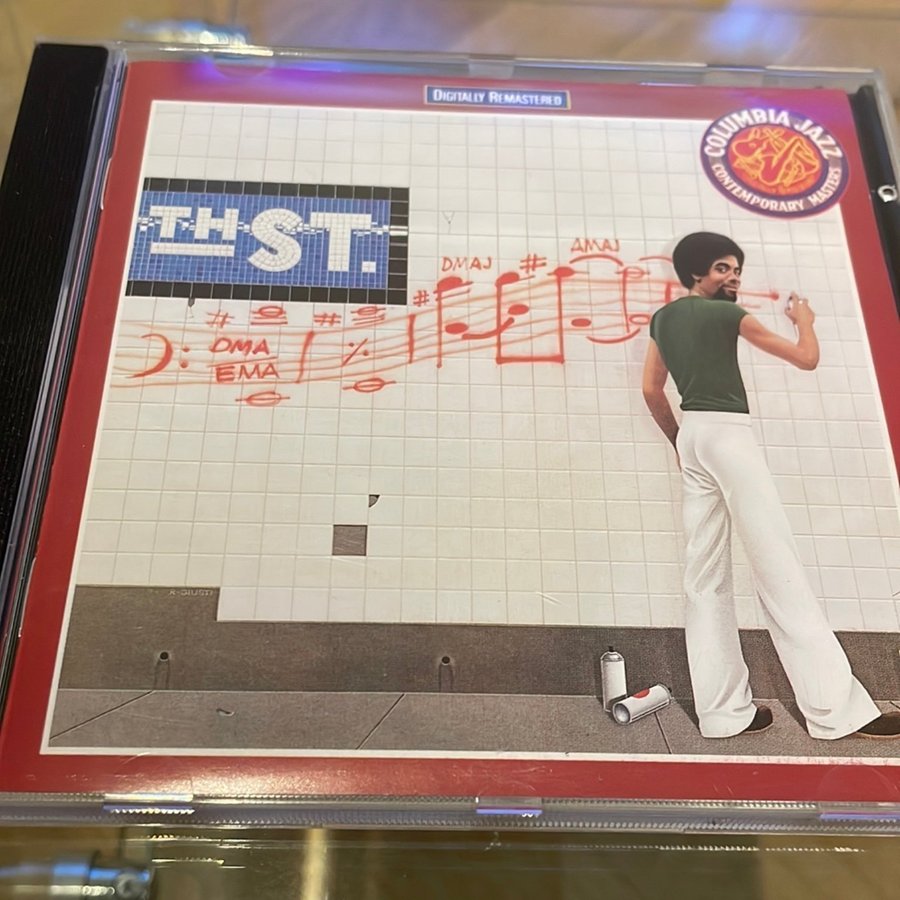 DIGITALLY REMASTERED
COLUMBIA JAZZ
CONTEMPORARY MASTERS
TH ST.
DMAJ
AMAJ
DMA
EMA
R·GIUSTI